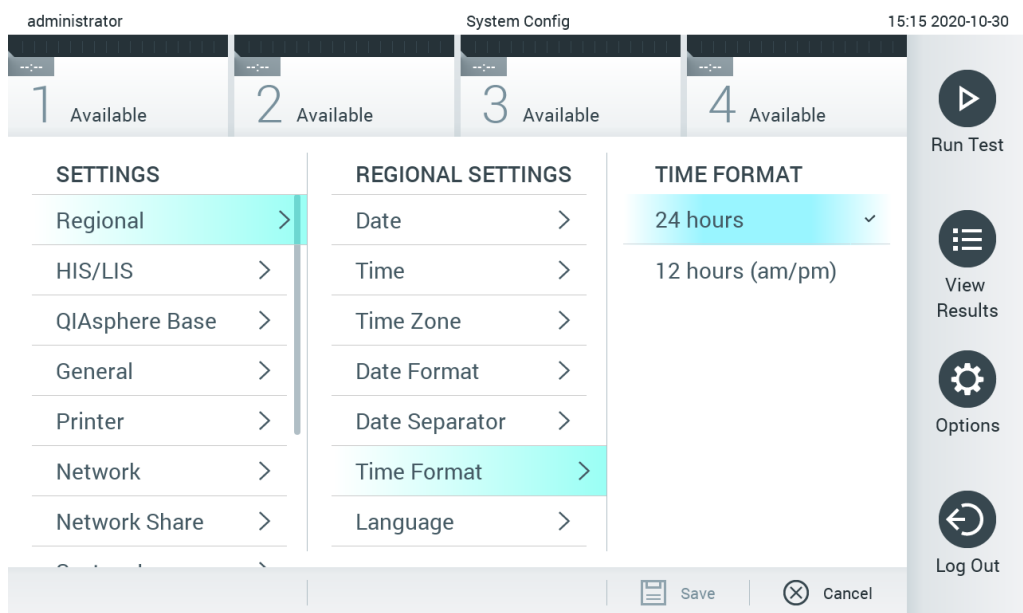 administrator
System Config
15:15 2020-10-30
--:--
--:--
--:--
--:--
1 Available
2 Available
3 Available
4 Available
Run Test
View
Results
Options
Log Out
SETTINGS
Regional
HIS/LIS
QIAsphere Base
General
Printer
Network
Network Share
REGIONAL SETTINGS
Date
Time
Time Zone
Date Format
Date Separator
Time Format
Language
TIME FORMAT
24 hours
12 hours (am/pm)
Save
Cancel